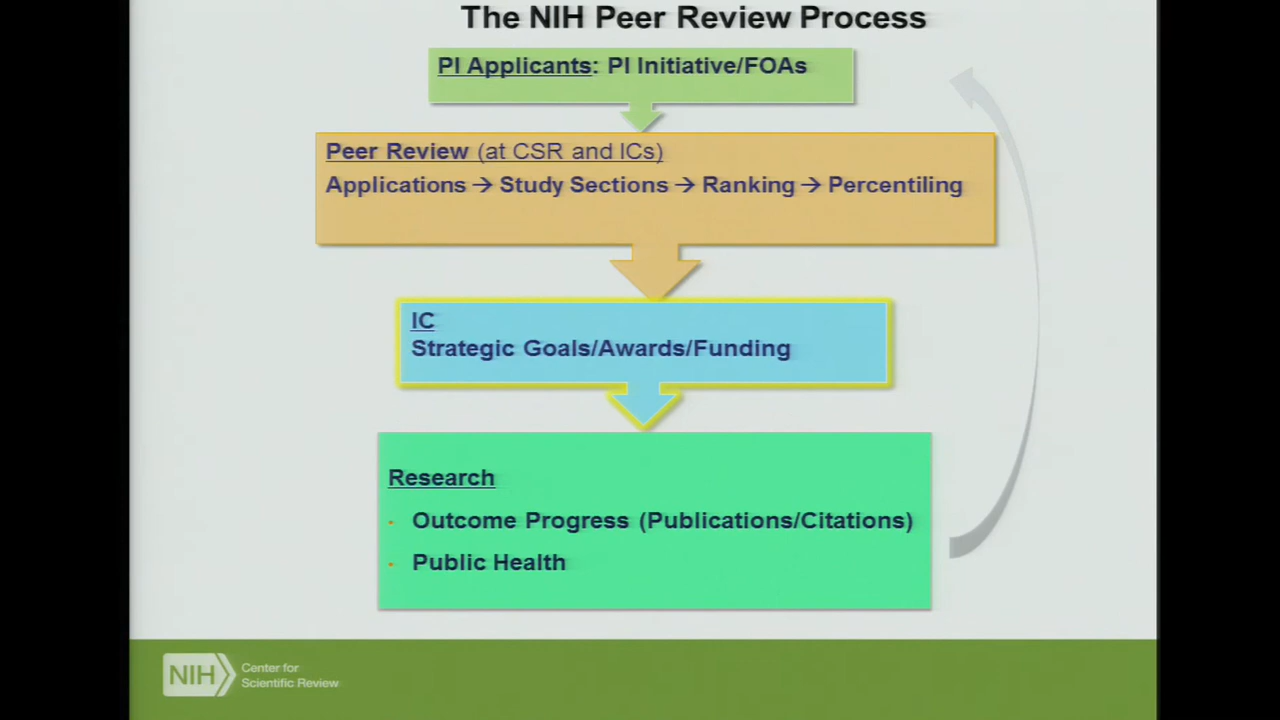 The NIH Peer Review Process
PI Applicants: PI Initiative/FOAs
Peer Review (at CSR and ICs)
Applications → Study Sections → Ranking → Percentiling
IC
Strategic Goals/Awards/Funding
Research
• Outcome Progress (Publications/Citations)
• Public Health
NIH
Center for
Scientific Review